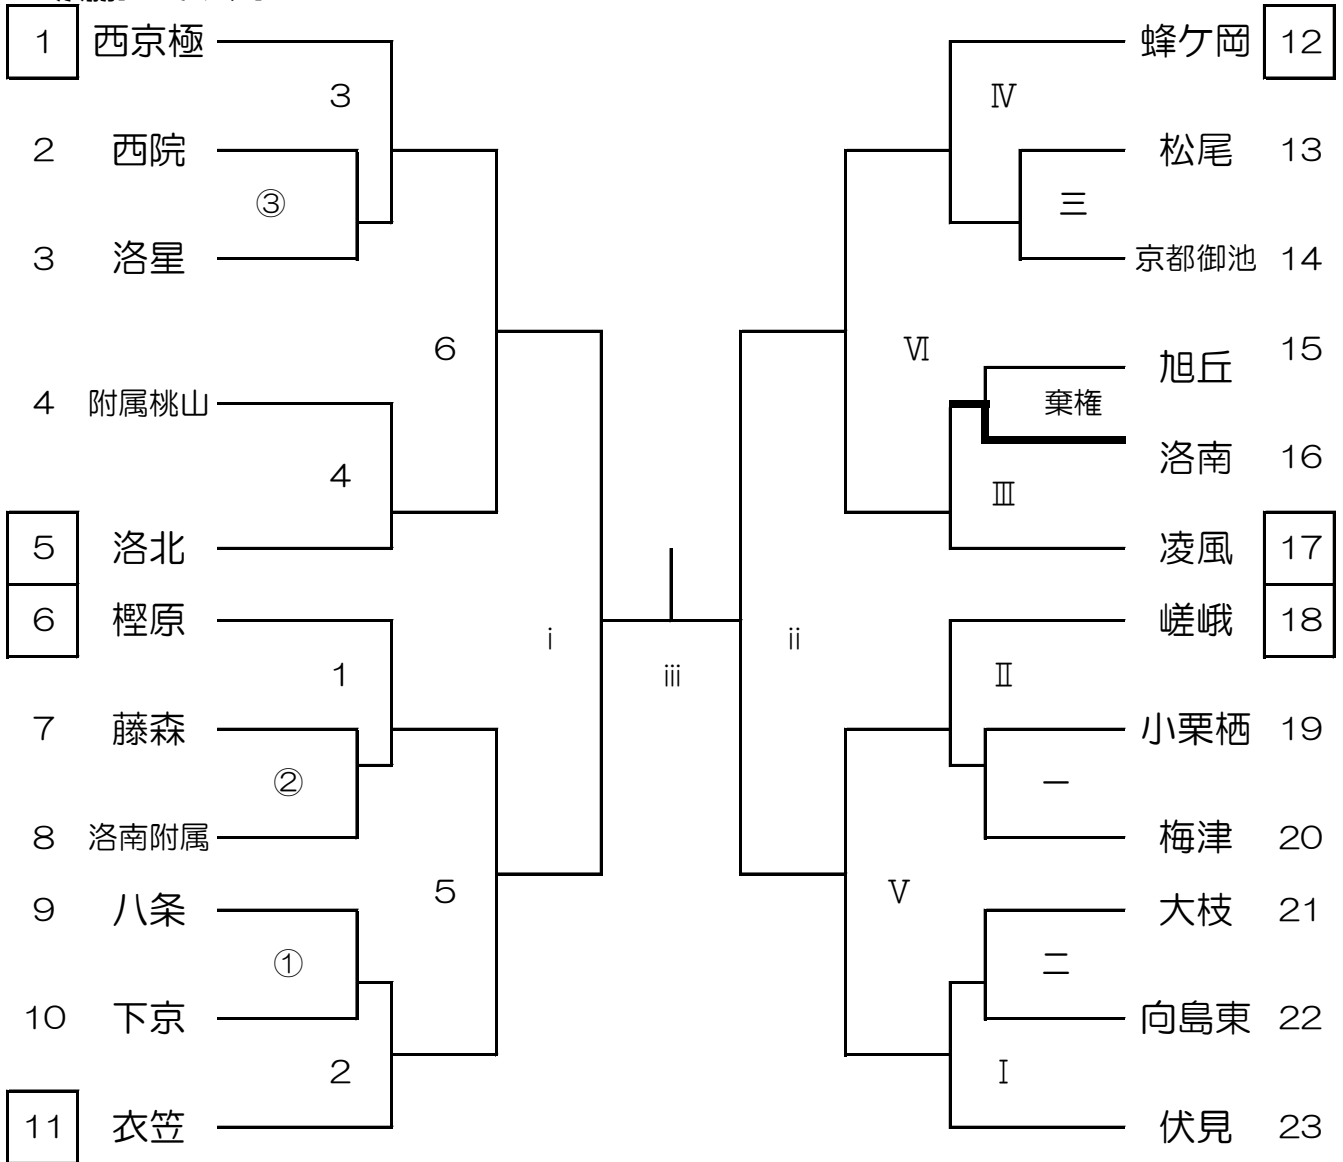 1 西京極
3
2 西院
③
3 洛星
6
4 附属桃山
4
5 洛北
6 樫原
i
1
7 藤森
②
8 洛南附属
5
9 八条
①
10 下京
2
11 衣笠
iii
蜂ケ岡 12
Ⅳ
松尾 13
三
京都御池 14
Ⅵ
旭丘 15
棄権
洛南 16
Ⅲ
凌風 17
嵯峨 18
ii
Ⅱ
小栗栖 19
一
梅津 20
Ⅴ
大枝 21
二
向島東 22
Ⅰ
伏見 23